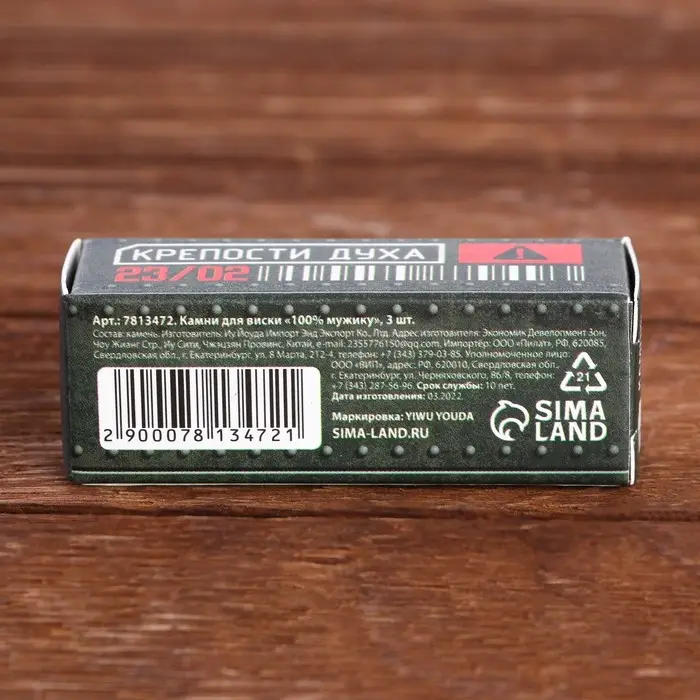 КРЕПОСТИ ДУХА
23/02
Арт.: 7813472. Камни для виски «100% мужику», 3 шт.
Состав: камень. Изготовитель: Иу Йоуда Импорт Энд Экспорт Ко., Лтд. Адрес изготовителя: Экономик Девелопмент Зон,
Чоу Жианг Стр., Иу Сити, Чжэцзян Провинс, Китай, e-mail: 2355776150@qq.com. Импортёр: ООО «Пилат», РФ, 620085,
Свердловская обл., г. Екатеринбург, ул. 8 Марта, 212-4, телефон: +7 (343) 379-03-85. Уполномоченное лицо:
ООО «ВИП», адрес: РФ, 620010, Свердловская обл.,
г. Екатеринбург, ул. Черняховского, 86/8, телефон:
+7 (343) 287-56-96. Срок службы: 10 лет.
Дата изготовления: 03.2022.
Маркировка: YIWU YOUDA
SIMA-LAND.RU
2 900078 134721
21
SIMA
LAND